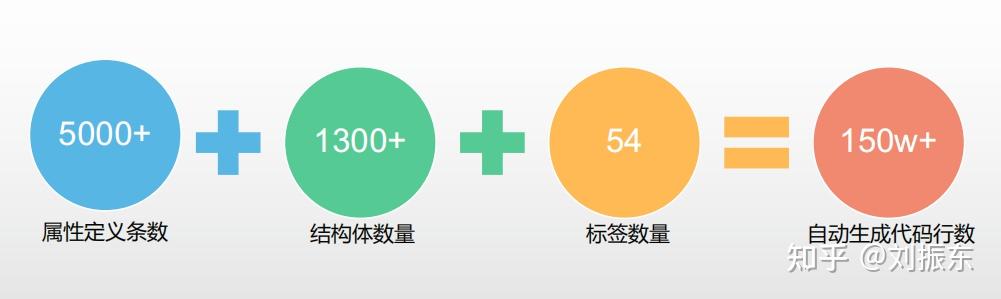 5000+
1300+
54
150w+
属性定义条数
结构体数量
标签数量
自动生成代码行数
知乎 @刘振东